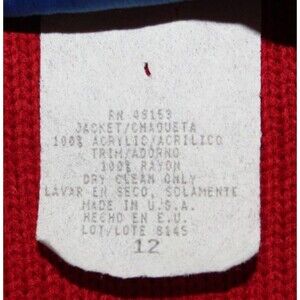 RN 49153
JACKET/CHAQUETA
100% ACRYLIC/ACRILICO
TRIM/ADORNO
100% RAYON
DRY CLEAN ONLY
LAVAR EN SECO, SOLAMENTE
MADE IN U.S.A.
HECHO EN E.U.
LOT/LOTE 8145
12